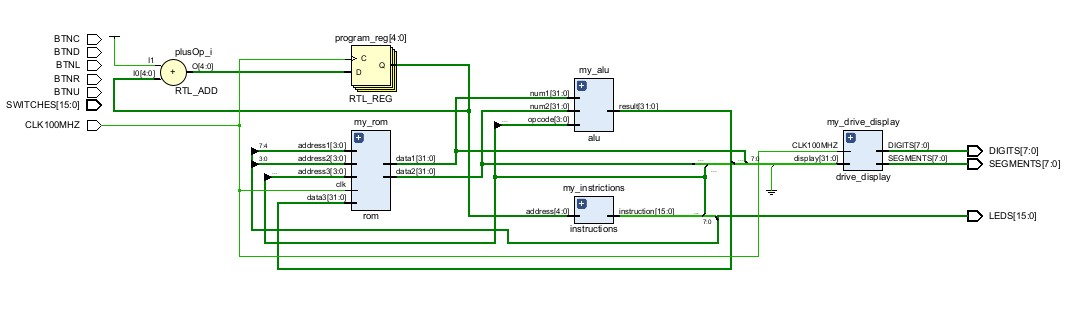 BTNC
BTND
BTNL
BTNR
BTNU
SWITCHES[15:0]
CLK100MHZ
plusOp_i
I1
I0[4:0]
+
O[4:0]
RTL_ADD
program_reg[4:0]
C
D
Q
RTL_REG
my_rom
7:4
address1[3:0]
3:0
address2[3:0]
...
address3[3:0]
clk
data3[31:0]
data1[31:0]
data2[31:0]
rom
my_alu
num1[31:0]
num2[31:0]
...
opcode[3:0]
result[31:0]
alu
my_instrictions
address[4:0]
instruction[15:0]
...
7:0
instructions
...
...
7:0
my_drive_display
CLK100MHZ
display[31:0]
DIGITS[7:0]
SEGMENTS[7:0]
drive_display
DIGITS[7:0]
SEGMENTS[7:0]
LEDS[15:0]